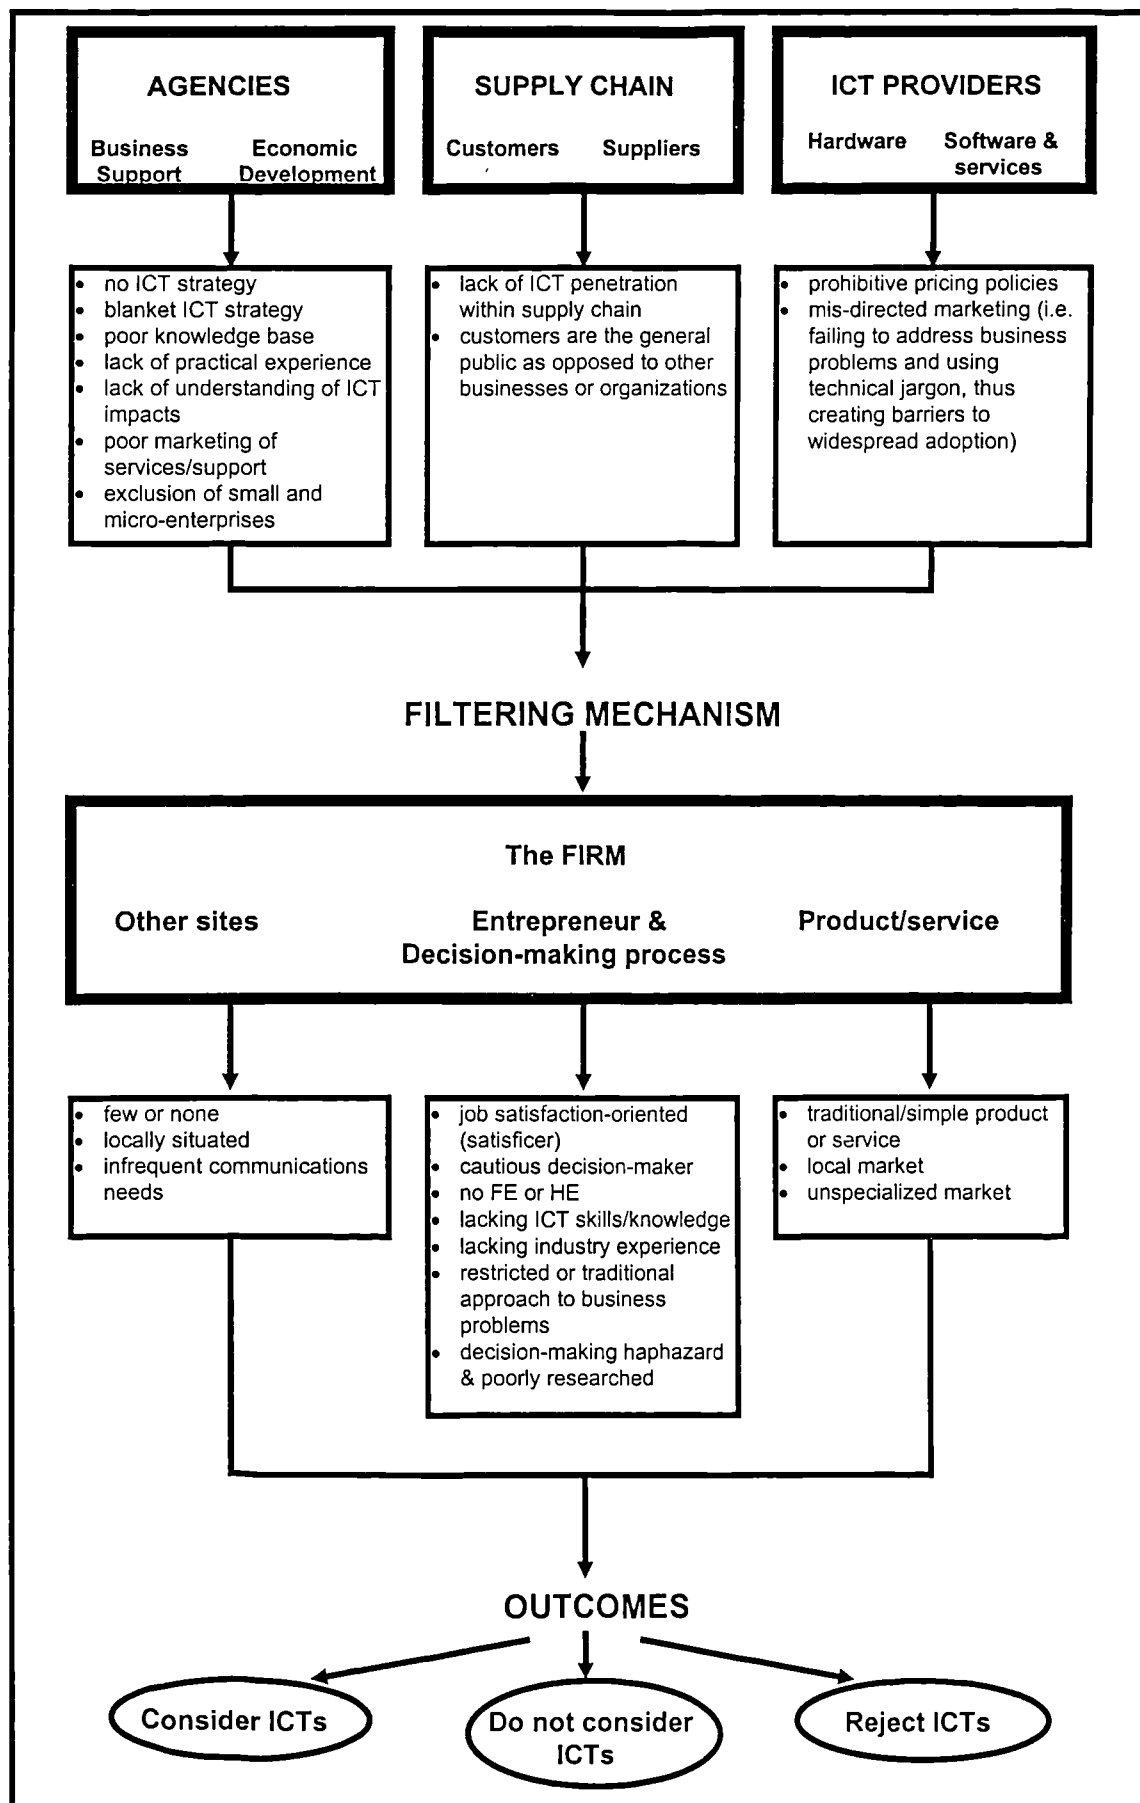 AGENCIES
Business
Support
Economic
Development
SUPPLY CHAIN
Customers
Suppliers
ICT PROVIDERS
Hardware
Software &
services
• no ICT strategy
• blanket ICT strategy
• poor knowledge base
• lack of practical experience
• lack of understanding of ICT
impacts
• poor marketing of
services/support
• exclusion of small and
micro-enterprises
• lack of ICT penetration
within supply chain
• customers are the general
public as opposed to other
businesses or organizations
• prohibitive pricing policies
• mis-directed marketing (i.e.
failing to address business
problems and using
technical jargon, thus
creating barriers to
widespread adoption)
FILTERING MECHANISM
The FIRM
Other sites
Entrepreneur &
Decision-making process
Product/service
• few or none
• locally situated
• infrequent communications
needs
• job satisfaction-oriented
(satisficer)
• cautious decision-maker
• no FE or HE
• lacking ICT skills/knowledge
• lacking industry experience
• restricted or traditional
approach to business
problems
• decision-making haphazard
& poorly researched
• traditional/simple product
or service
• local market
• unspecialized market
OUTCOMES
Consider ICTs
Do not consider
ICTs
Reject ICTs